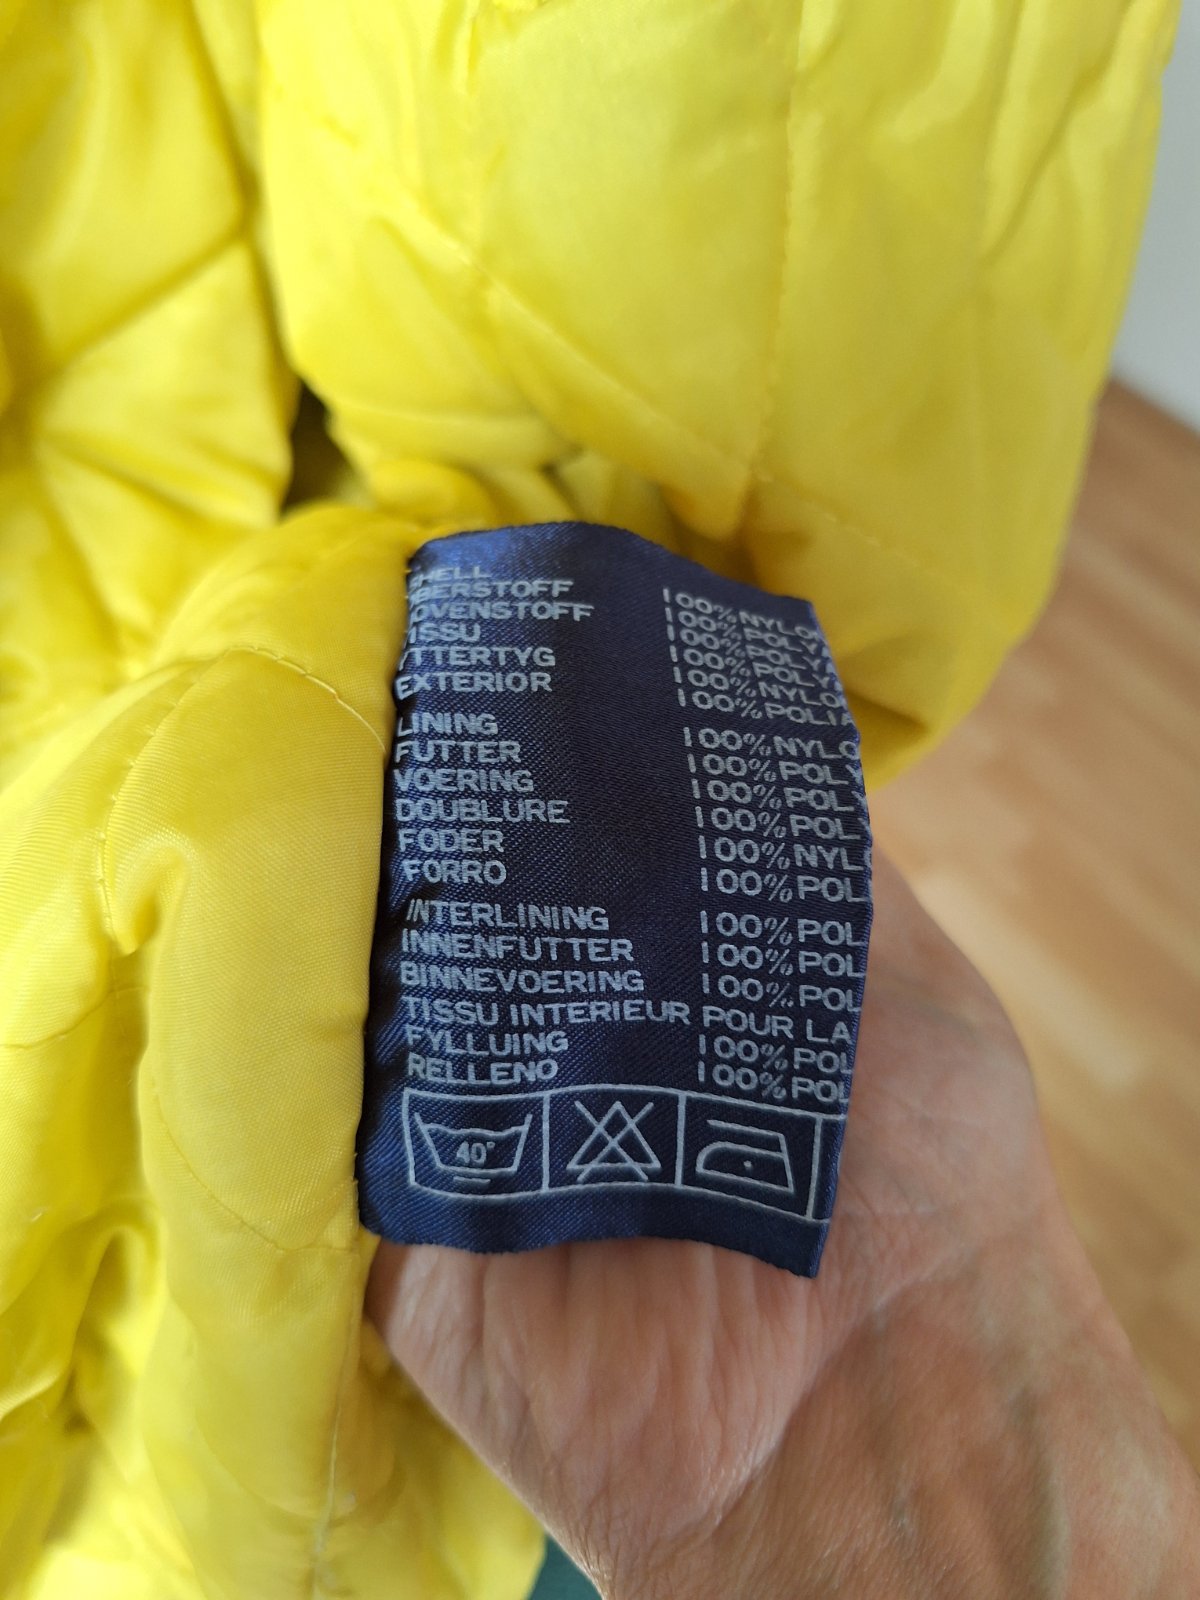 SHELL 100% NYLO
BERSTOFF 100% POLY
OVENSTOFF 100% POLYA
TISSU 100% POLY
YTTERTYG 100% NYLO
EXTERIOR 100% POLIA
LINING 100% NYLO
FUTTER 100% POLY
VOERING 100% POLY
DOUBLURE 100% POLY
FODER 100% NYLO
FORRO 100% POL
INTERLINING 100% POL
INNENFUTTER 100% POL
BINNEVOERING 100% POL
TISSU INTERIEUR POUR LA
FYLLUING 100% POL
RELLENO 100% POL
40°